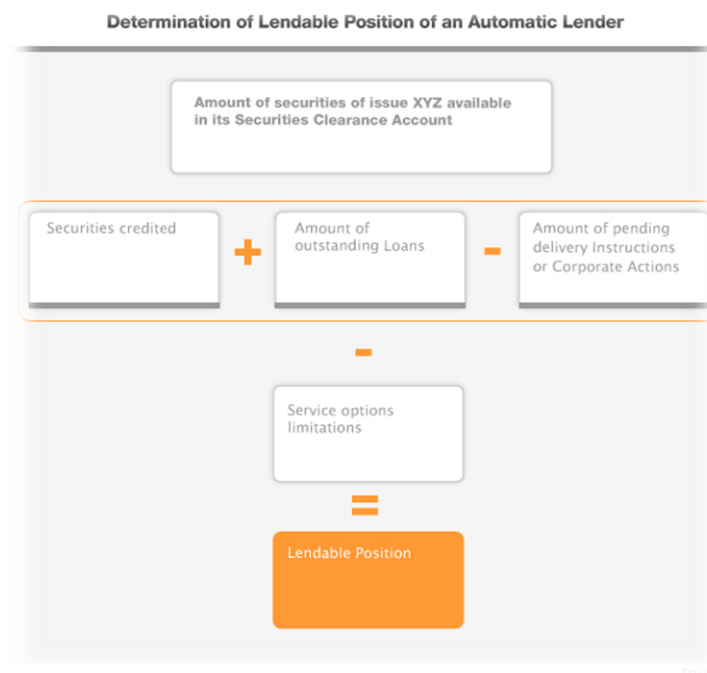 Determination of Lendable Position of an Automatic Lender
Amount of securities of issue XYZ available
in its Securities Clearance Account
Securities credited
+
Amount of
outstanding Loans
-
Amount of pending
delivery Instructions
or Corporate Actions
-
Service options
limitations
=
Lendable Position